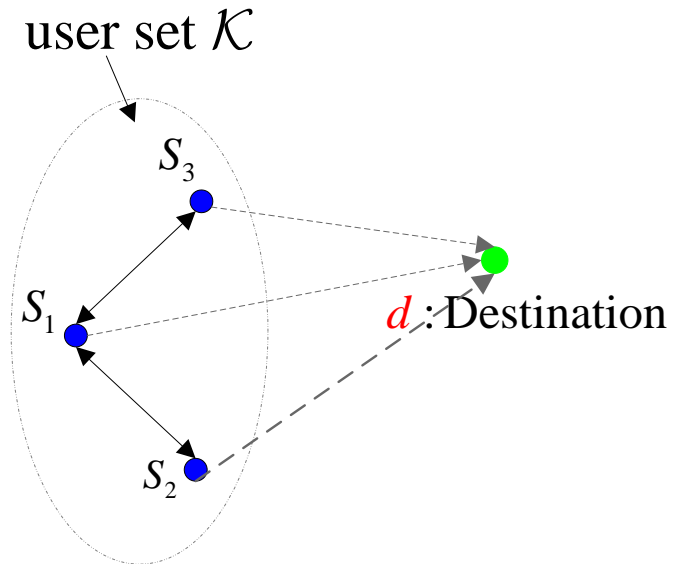 user set 𝒦
S₃
S₁
d : Destination
S₂